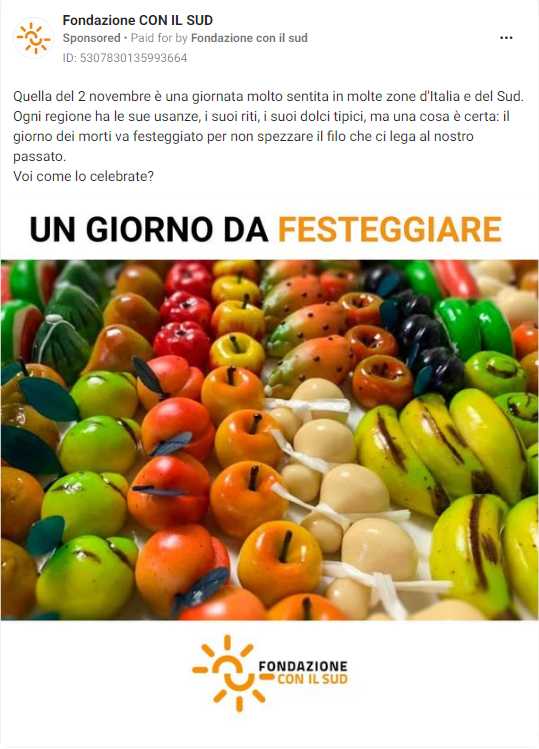 Fondazione CON IL SUD
Sponsored • Paid for by Fondazione con il sud
ID: 5307830135993664
Quella del 2 novembre è una giornata molto sentita in molte zone d'Italia e del Sud.
Ogni regione ha le sue usanze, i suoi riti, i suoi dolci tipici, ma una cosa è certa: il
giorno dei morti va festeggiato per non spezzare il filo che ci lega al nostro
passato.
Voi come lo celebrate?
UN GIORNO DA FESTEGGIARE
FONDAZIONE
CON IL SUD